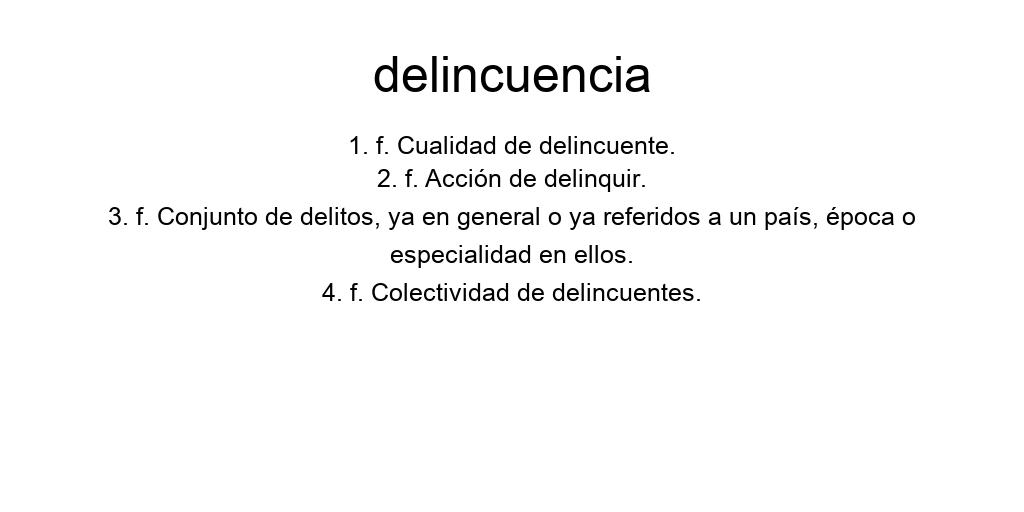 delincuencia
1. f. Cualidad de delincuente.
2. f. Acción de delinquir.
3. f. Conjunto de delitos, ya en general o ya referidos a un país, época o
especialidad en ellos.
4. f. Colectividad de delincuentes.